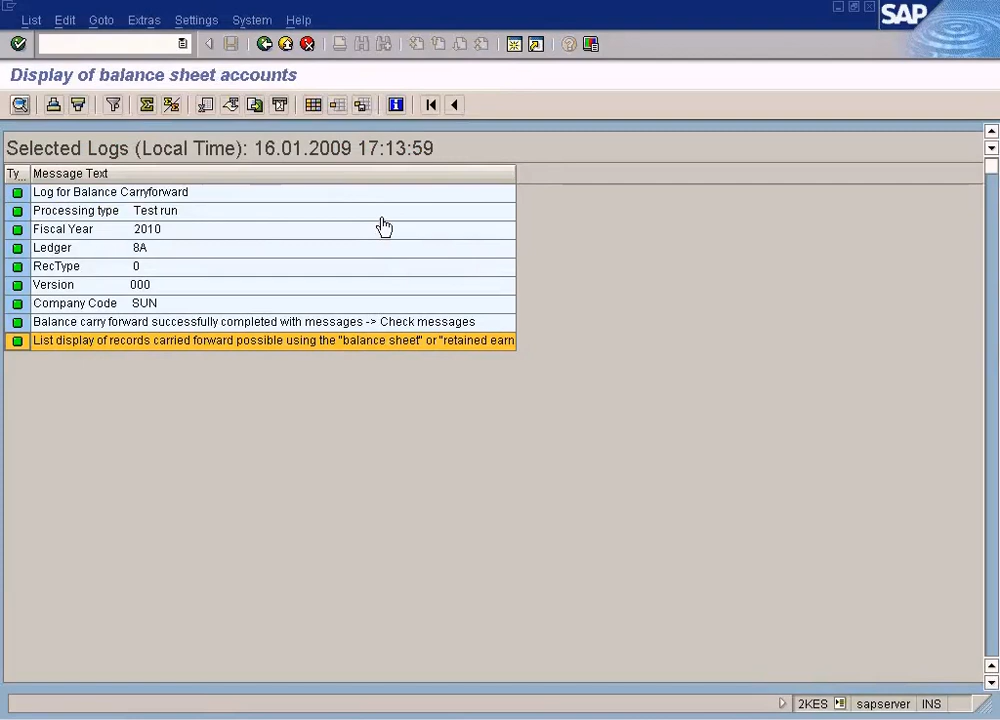 List Edit Goto Extras Settings System Help
SAP
Display of balance sheet accounts
Selected Logs (Local Time): 16.01.2009 17:13:59
Ty... Message Text
Log for Balance Carryforward
Processing type Test run
Fiscal Year 2010
Ledger 8A
RecType 0
Version 000
Company Code SUN
Balance carry forward successfully completed with messages -> Check messages
List display of records carried forward possible using the "balance sheet" or "retained earn
2KES sapserver INS